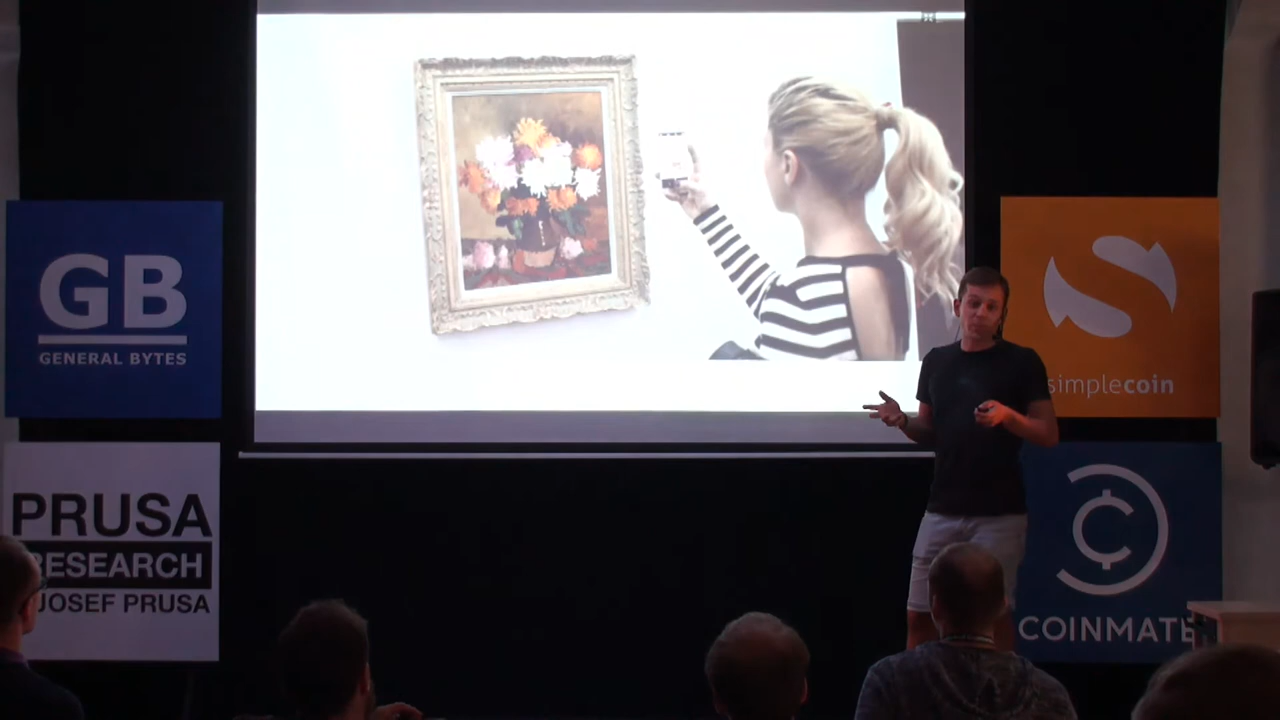 GB
GENERAL BYTES
PRUSA
RESEARCH
JOSEF PRUSA
simplecoin
COINMATE